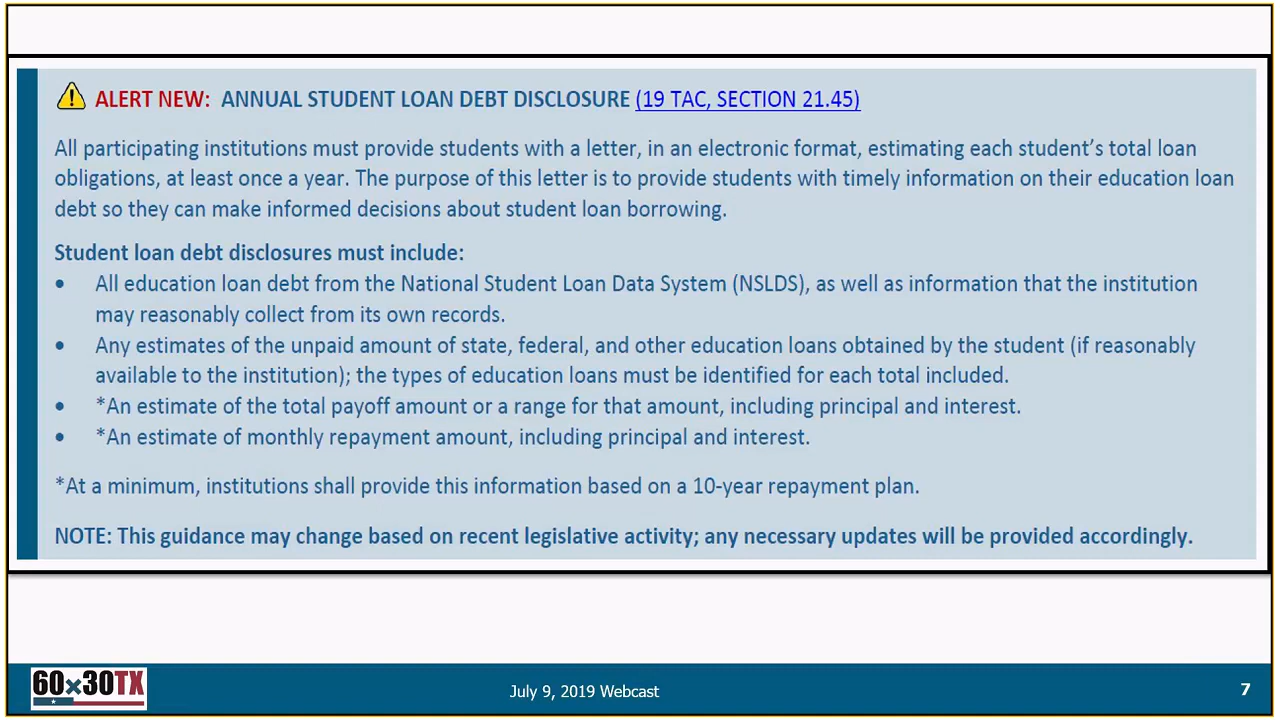 ALERT NEW: ANNUAL STUDENT LOAN DEBT DISCLOSURE (19 TAC, SECTION 21.45)
All participating institutions must provide students with a letter, in an electronic format, estimating each student's total loan
obligations, at least once a year. The purpose of this letter is to provide students with timely information on their education loan
debt so they can make informed decisions about student loan borrowing.
Student loan debt disclosures must include:
• All education loan debt from the National Student Loan Data System (NSLDS), as well as information that the institution
may reasonably collect from its own records.
• Any estimates of the unpaid amount of state, federal, and other education loans obtained by the student (if reasonably
available to the institution); the types of education loans must be identified for each total included.
• *An estimate of the total payoff amount or a range for that amount, including principal and interest.
• *An estimate of monthly repayment amount, including principal and interest.
*At a minimum, institutions shall provide this information based on a 10-year repayment plan.
NOTE: This guidance may change based on recent legislative activity; any necessary updates will be provided accordingly.
60x30TX
July 9, 2019 Webcast
7